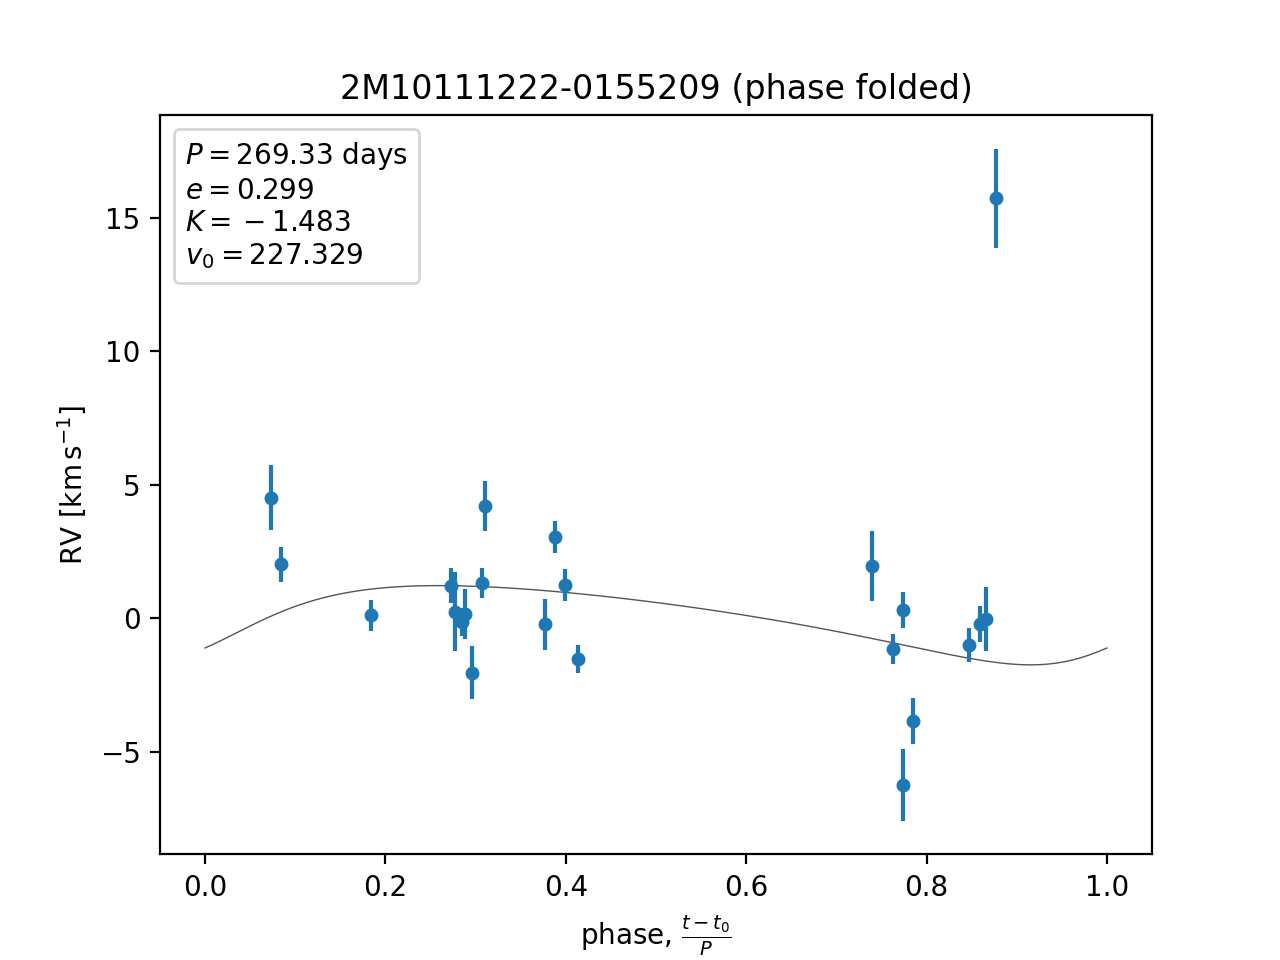 2M10111222-0155209 (phase folded)
P = 269.33 days
e = 0.299
K = −1.483
v₀ = 227.329
15
10
5
0
−5
RV [km s⁻¹]
0.0 0.2 0.4 0.6 0.8 1.0
phase, (t − t₀)/P